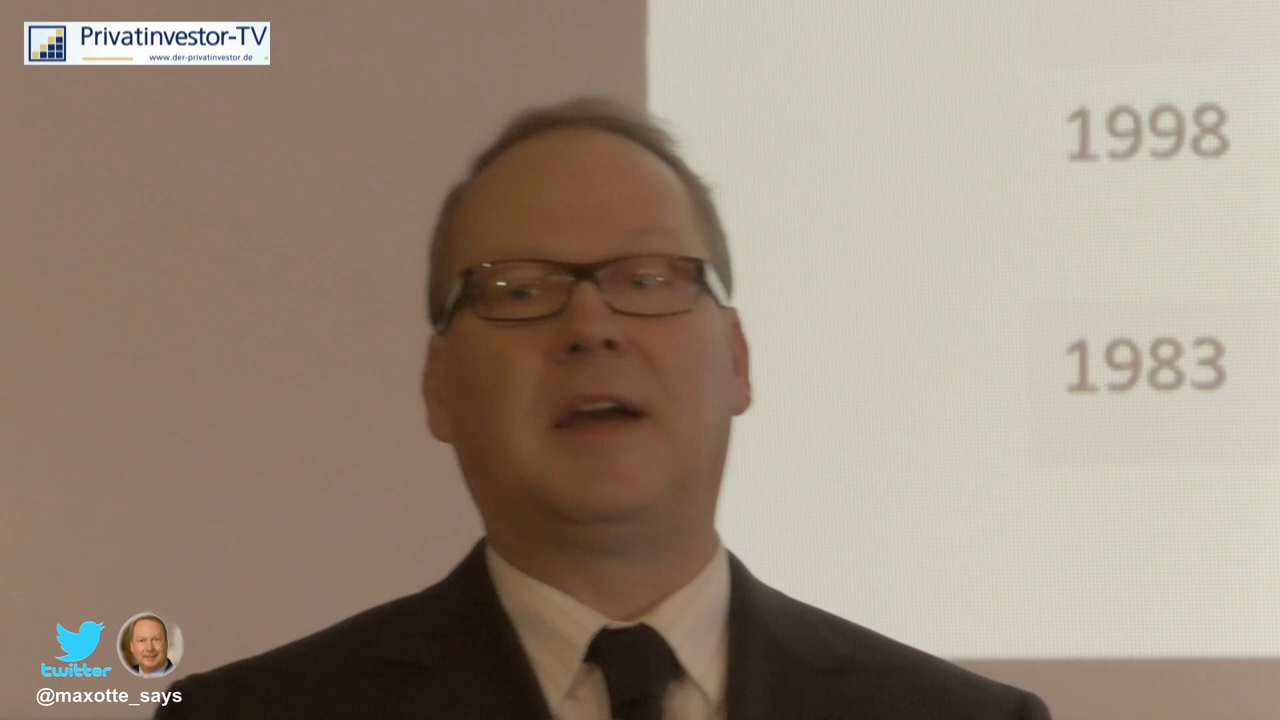 Privatinvestor-TV
www.der-privatinvestor.de
1998
1983
twitter
@maxotte_says